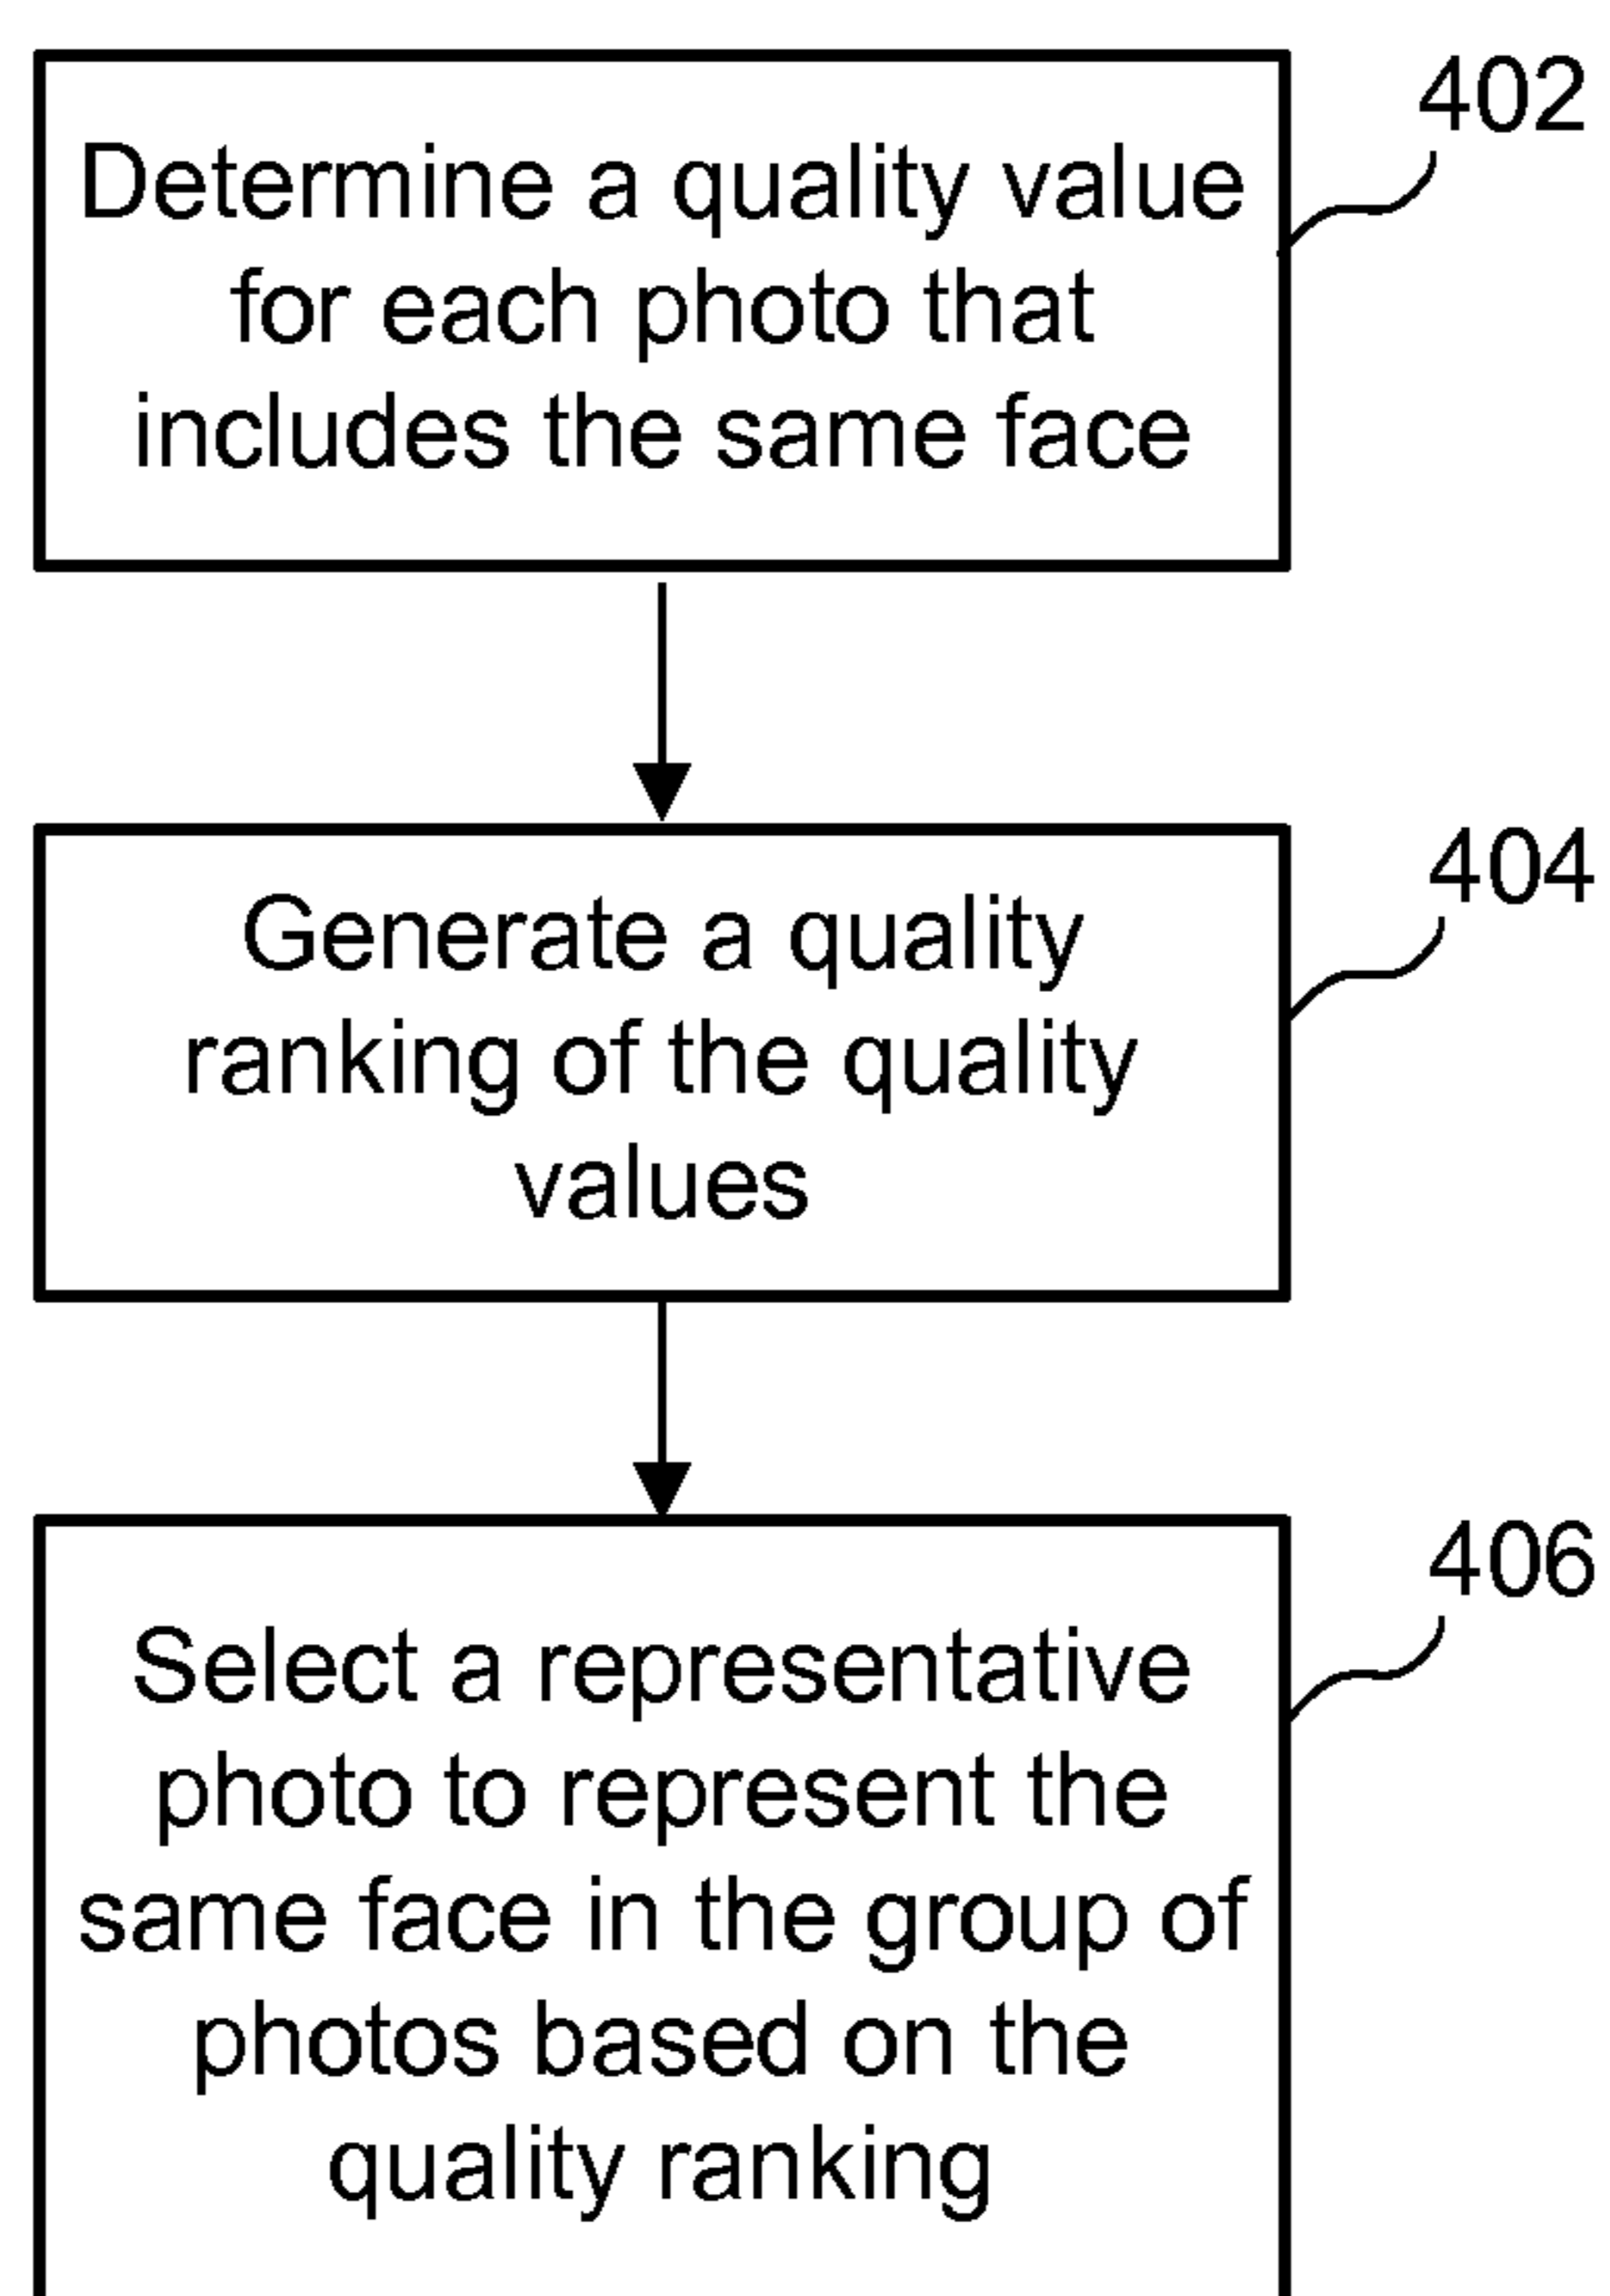 402
Determine a quality value
for each photo that
includes the same face
404
Generate a quality
ranking of the quality
values
406
Select a representative
photo to represent the
same face in the group of
photos based on the
quality ranking